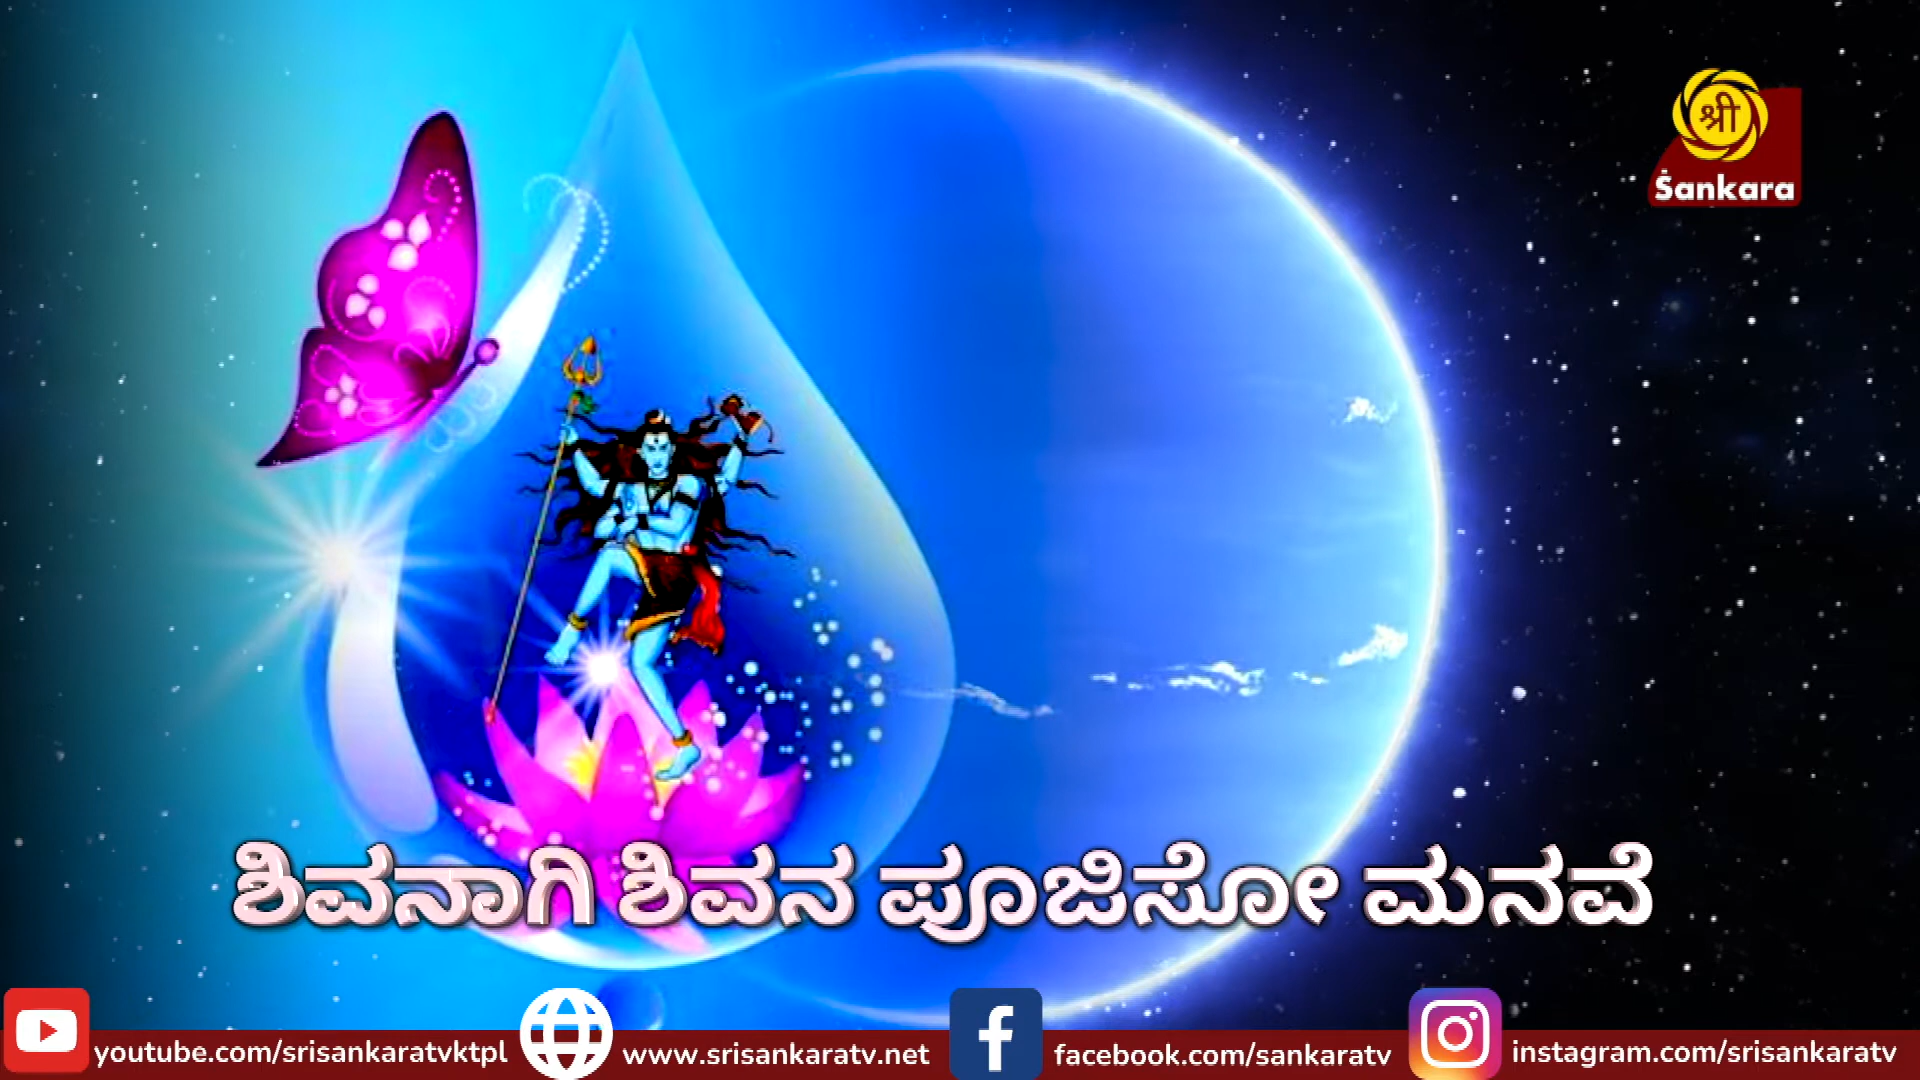 श्री
Śankara
ಶಿವನಾಗಿ ಶಿವನ ಪೂಜಿಸೋ ಮನವೆ
youtube.com/srisankaratvktpl www.srisankaratv.net facebook.com/sankaratv instagram.com/srisankaratv